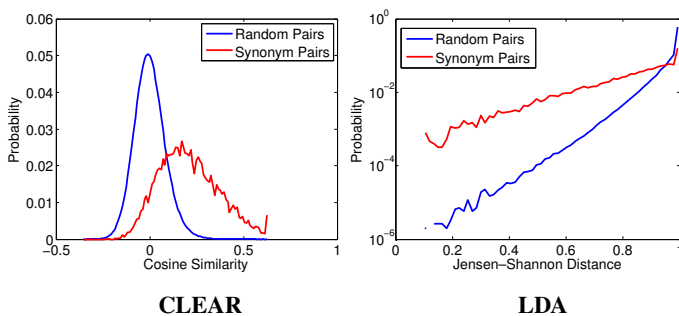 0.06
0.05
0.04
0.03
0.02
0.01
0
Probability
Random Pairs
Synonym Pairs
−0.5
0
0.5
1
Cosine Similarity
CLEAR
10^0
10^−2
10^−4
10^−6
Probability
Random Pairs
Synonym Pairs
0
0.2
0.4
0.6
0.8
1
Jensen−Shannon Distance
LDA